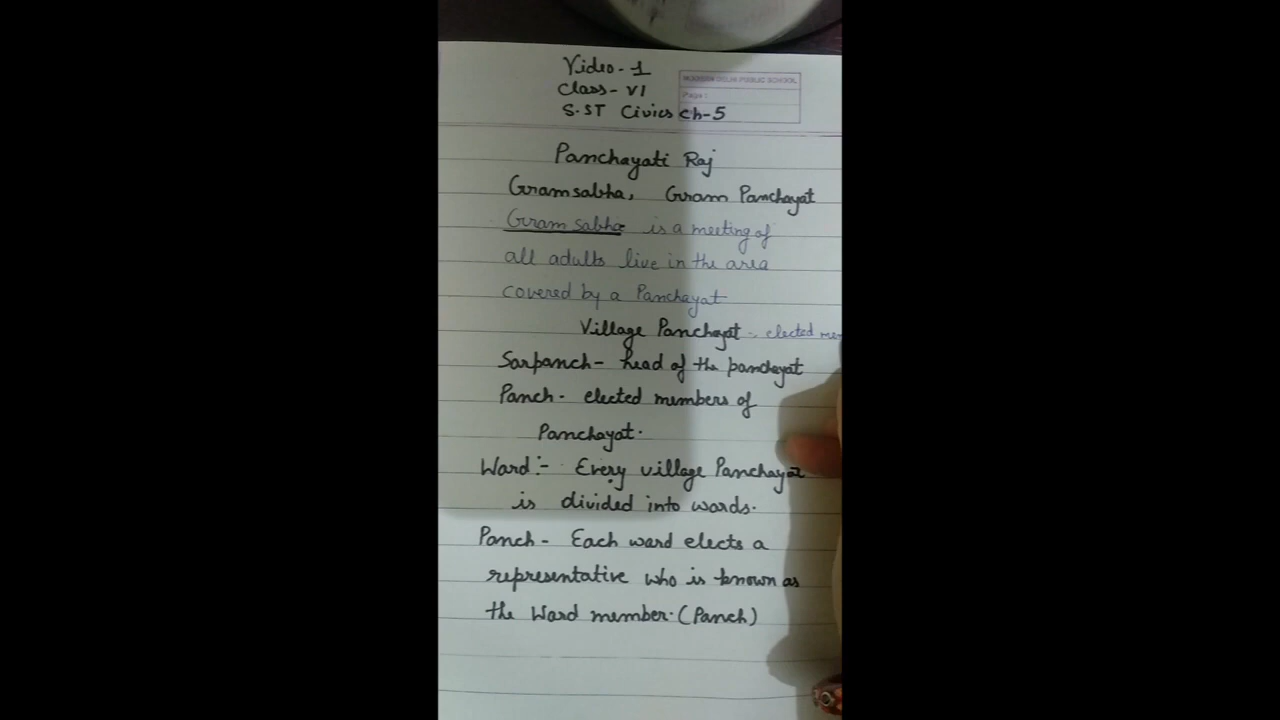 Video-1
Class-VI
S.ST Civics Ch-5
MODERN DELHI PUBLIC SCHOOL
Page:
Panchayati Raj
Gramsabha, Gram Panchayat
Gram sabha is a meeting of
all adults live in the area
covered by a Panchayat
Village Panchayat - elected
Sarpanch - head of the panchayat
Panch - elected members of
Panchayat.
Ward :- Every village Panchayat
is divided into wards.
Panch - Each ward elects a
representative who is known as
the Ward member. (Panch)